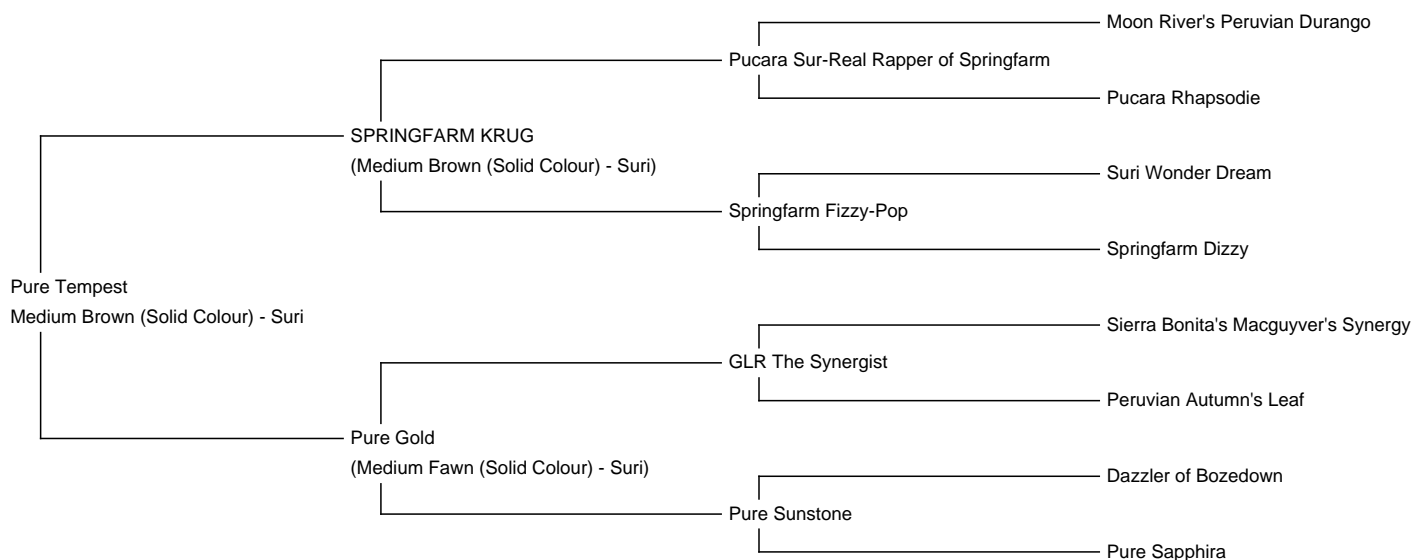 Moon River's Peruvian Durango
Pucara Sur-Real Rapper of Springfarm
Pucara Rhapsodie
SPRINGFARM KRUG
(Medium Brown (Solid Colour) - Suri)
Suri Wonder Dream
Springfarm Fizzy-Pop
Springfarm Dizzy
Pure Tempest
Medium Brown (Solid Colour) - Suri
Sierra Bonita's Macguyver's Synergy
GLR The Synergist
Peruvian Autumn's Leaf
Pure Gold
(Medium Fawn (Solid Colour) - Suri)
Dazzler of Bozedown
Pure Sunstone
Pure Sapphira